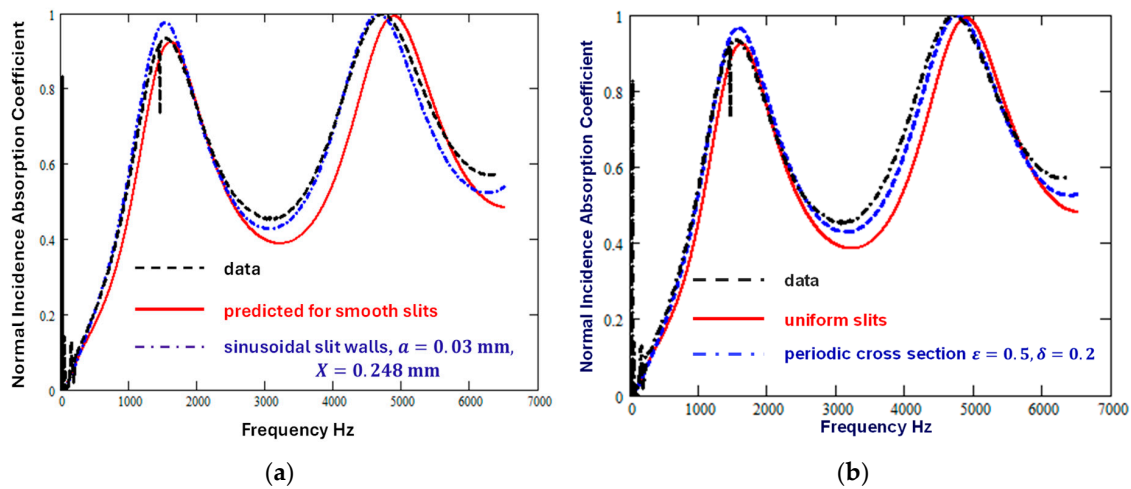 Normal Incidence Absorption Coefficient
1
0.8
0.6
0.4
0.2
0
data
predicted for smooth slits
sinusoidal slit walls, a = 0.03 mm,
X = 0.248 mm
0 1000 2000 3000 4000 5000 6000 7000
Frequency Hz
(a)
Normal Incidence Absorption Coefficient
1
0.8
0.6
0.4
0.2
0
data
uniform slits
periodic cross section ε = 0.5, δ = 0.2
0 1000 2000 3000 4000 5000 6000 7000
Frequency Hz
(b)